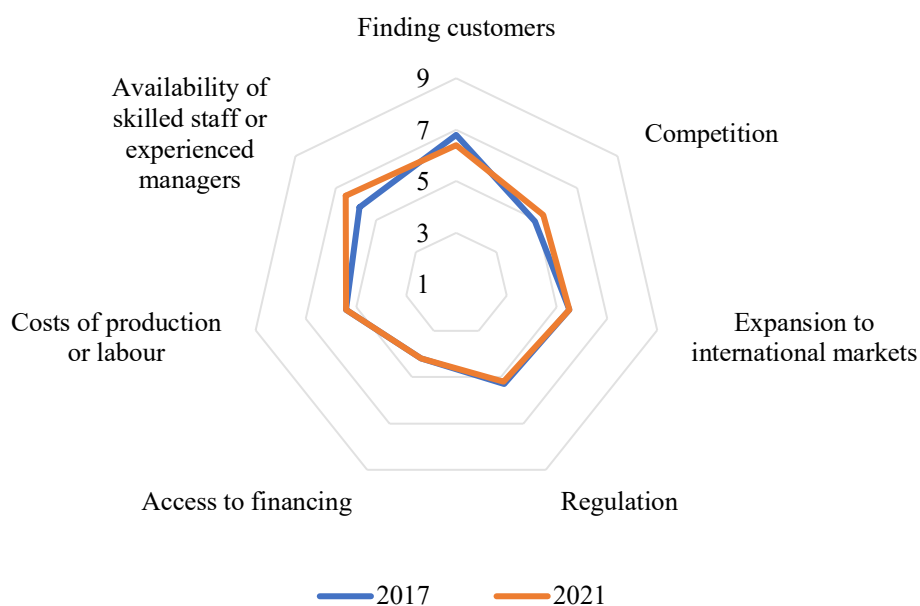 Finding customers
9
Availability of
skilled staff or
experienced
managers
7
Competition
5
3
1
Costs of production
or labour
Expansion to
international markets
Access to financing
Regulation
2017
2021